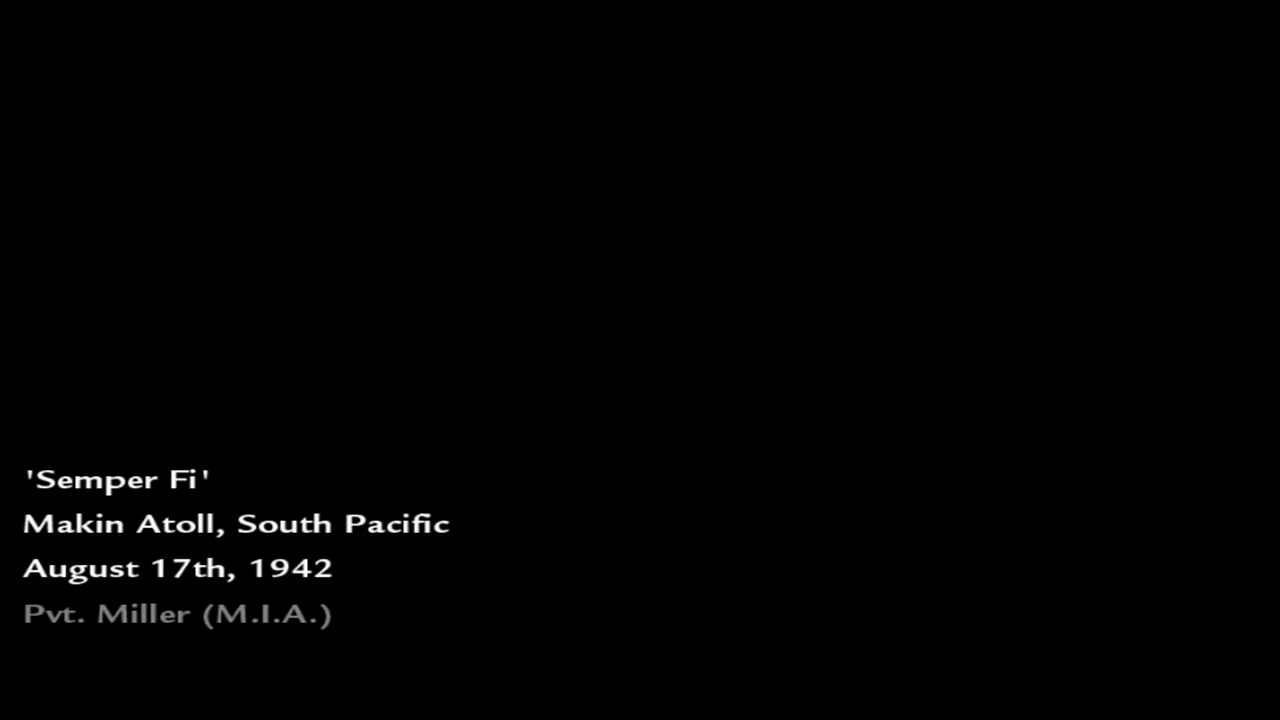 'Semper Fi'
Makin Atoll, South Pacific
August 17th, 1942
Pvt. Miller (M.I.A.)